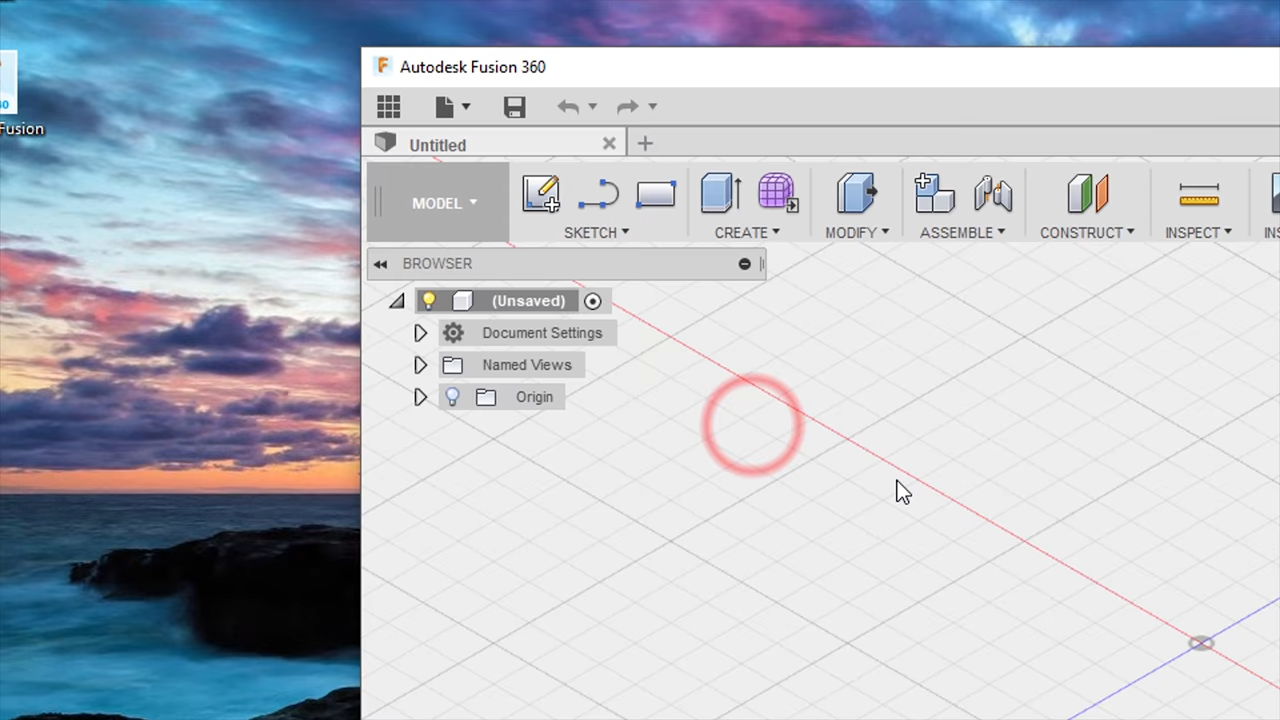 Autodesk Fusion 360
Fusion
Untitled
MODEL
SKETCH
CREATE
MODIFY
ASSEMBLE
CONSTRUCT
INSPECT
BROWSER
(Unsaved)
Document Settings
Named Views
Origin